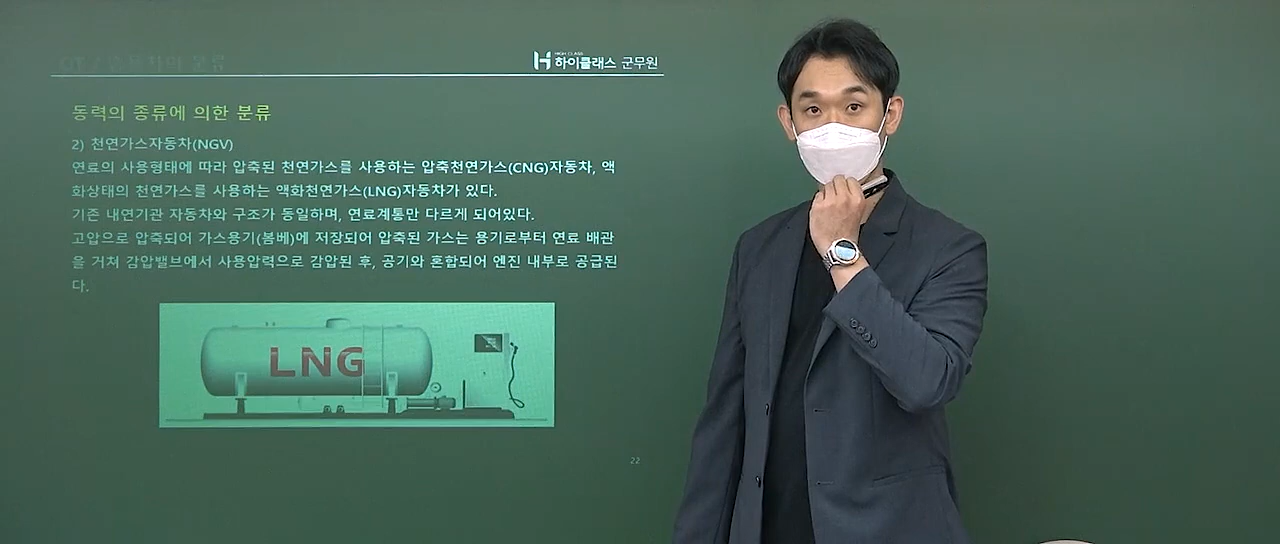 HIGH CLASS
하이클래스 군무원
동력의 종류에 의한 분류
2) 천연가스자동차(NGV)
연료의 사용형태에 따라 압축된 천연가스를 사용하는 압축천연가스(CNG)자동차, 액
화상태의 천연가스를 사용하는 액화천연가스(LNG)자동차가 있다.
기존 내연기관 자동차와 구조가 동일하며, 연료계통만 다르게 되어있다.
고압으로 압축되어 가스용기(봄베)에 저장되어 압축된 가스는 용기로부터 연료 배관
을 거쳐 감압밸브에서 사용압력으로 감압된 후, 공기와 혼합되어 엔진 내부로 공급된
다.
LNG
22